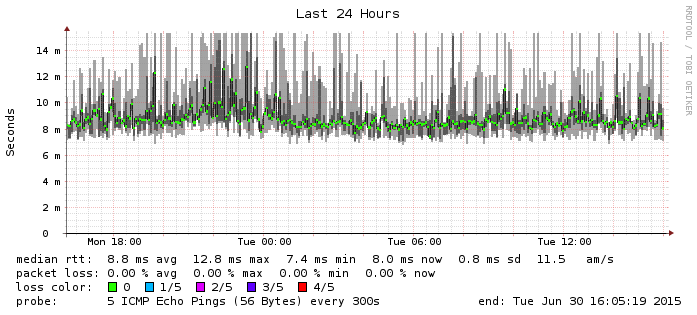 Last 24 Hours
RRDTOOL / TOBI OETIKER
Seconds
14 m
12 m
10 m
8 m
6 m
4 m
2 m
0
Mon 18:00 Tue 00:00 Tue 06:00 Tue 12:00
median rtt: 8.8 ms avg 12.8 ms max 7.4 ms min 8.0 ms now 0.8 ms sd 11.5 am/s
packet loss: 0.00 % avg 0.00 % max 0.00 % min 0.00 % now
loss color: 0 1/5 2/5 3/5 4/5
probe: 5 ICMP Echo Pings (56 Bytes) every 300s end: Tue Jun 30 16:05:19 2015